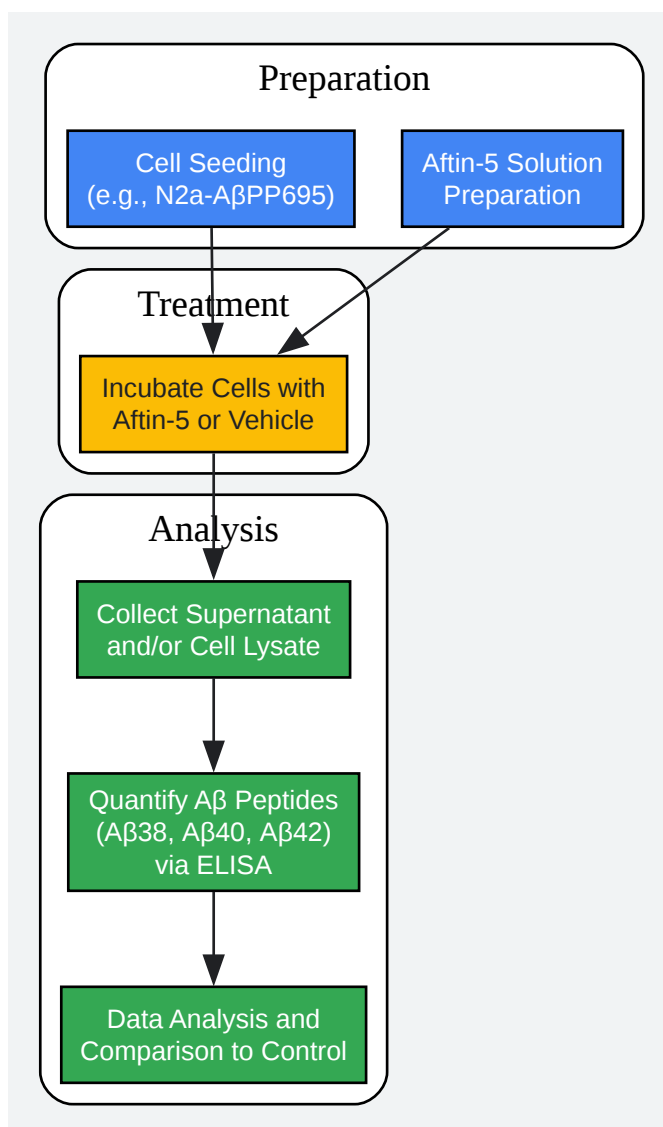 Preparation
Cell Seeding
(e.g., N2a-AβPP695)
Aftin-5 Solution
Preparation
Treatment
Incubate Cells with
Aftin-5 or Vehicle
Analysis
Collect Supernatant
and/or Cell Lysate
Quantify Aβ Peptides
(Aβ38, Aβ40, Aβ42)
via ELISA
Data Analysis and
Comparison to Control